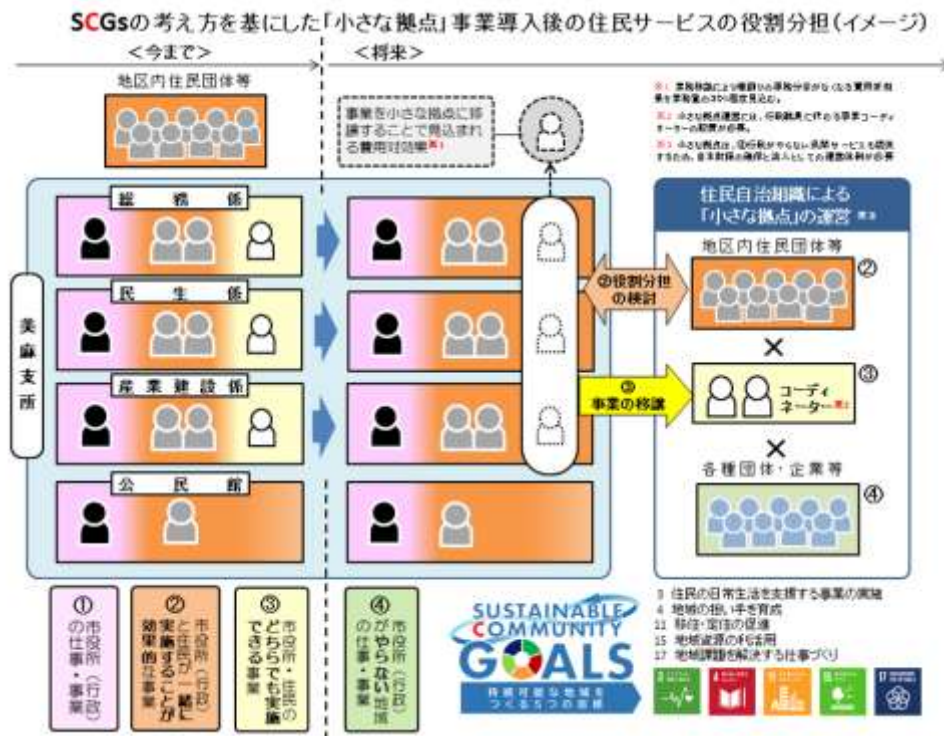 SCGsの考え方を基にした「小さな拠点」事業導入後の住民サービスの役割分担(イメージ)
<今まで>
<将来>
地区内住民団体等
事業を小さな拠点に移
譲することで見込まれ
る費用対効果※1
住民自治組織による
「小さな拠点」の運営 ※3
地区内住民団体等
②
美麻支所
総務係
民生係
産業建設係
公民館
②役割分担
の検討
③
事業の移譲
×
コーディ
ネーター※2
③
×
各種団体・企業等
④
①
市役所(行政)
の仕事・事業
②
市役所(行政)
と住民が一緒に
実施することが
効果的な事業
③
市役所・住民の
どちらでも実施
できる事業
④
市役所(行政)
がやらない地域
の仕事・事業
SUSTAINABLE
COMMUNITY
GOALS
持続可能な地域を
つくる5つの目標
3 住民の日常生活を支援する事業の実施
4 地域の担い手を育成
11 移住・定住の促進
15 地域資源の利活用
17 地域課題を解決する仕事づくり